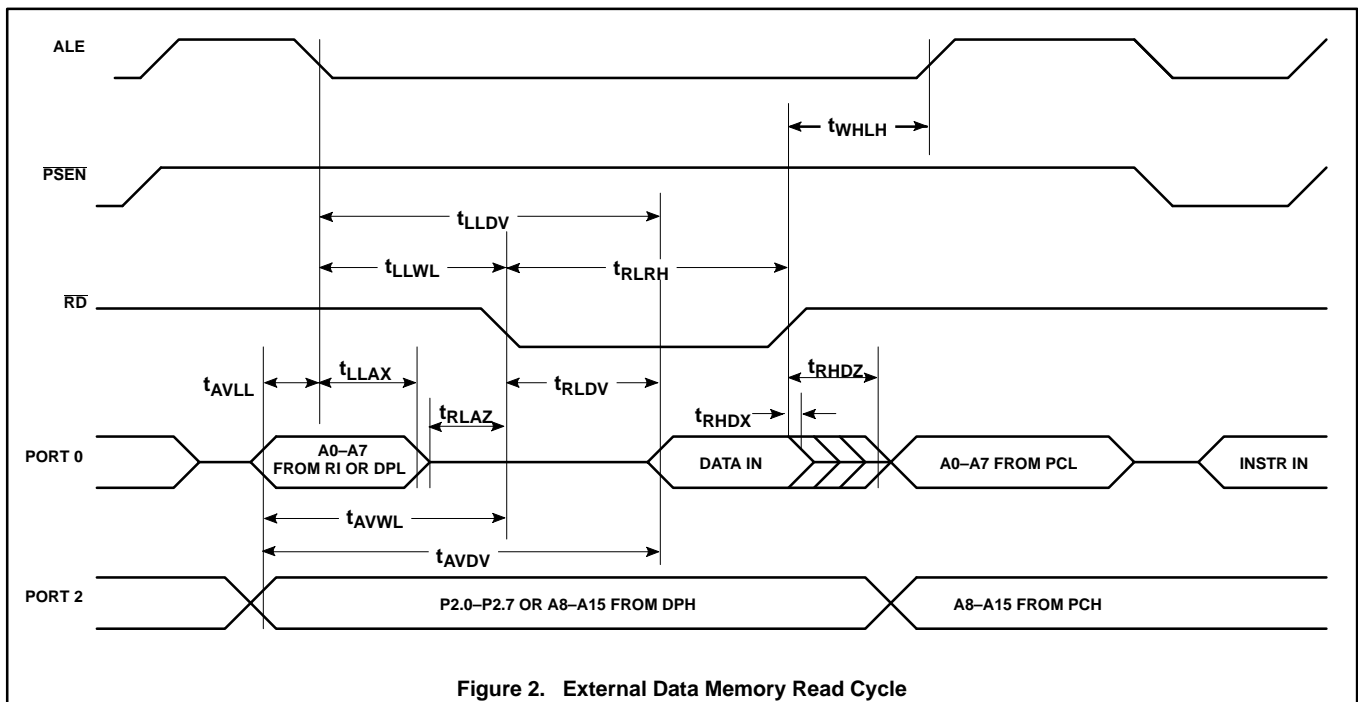 ALE
tWHLH
PSEN
tLLDV
tLLWL
tRLRH
RD
tAVLL
tLLAX
tRLAZ
tRLDV
tRHDZ
tRHDX
PORT 0
A0–A7
FROM RI OR DPL
DATA IN
A0–A7 FROM PCL
INSTR IN
tAVWL
tAVDV
PORT 2
P2.0–P2.7 OR A8–A15 FROM DPH
A8–A15 FROM PCH
Figure 2. External Data Memory Read Cycle